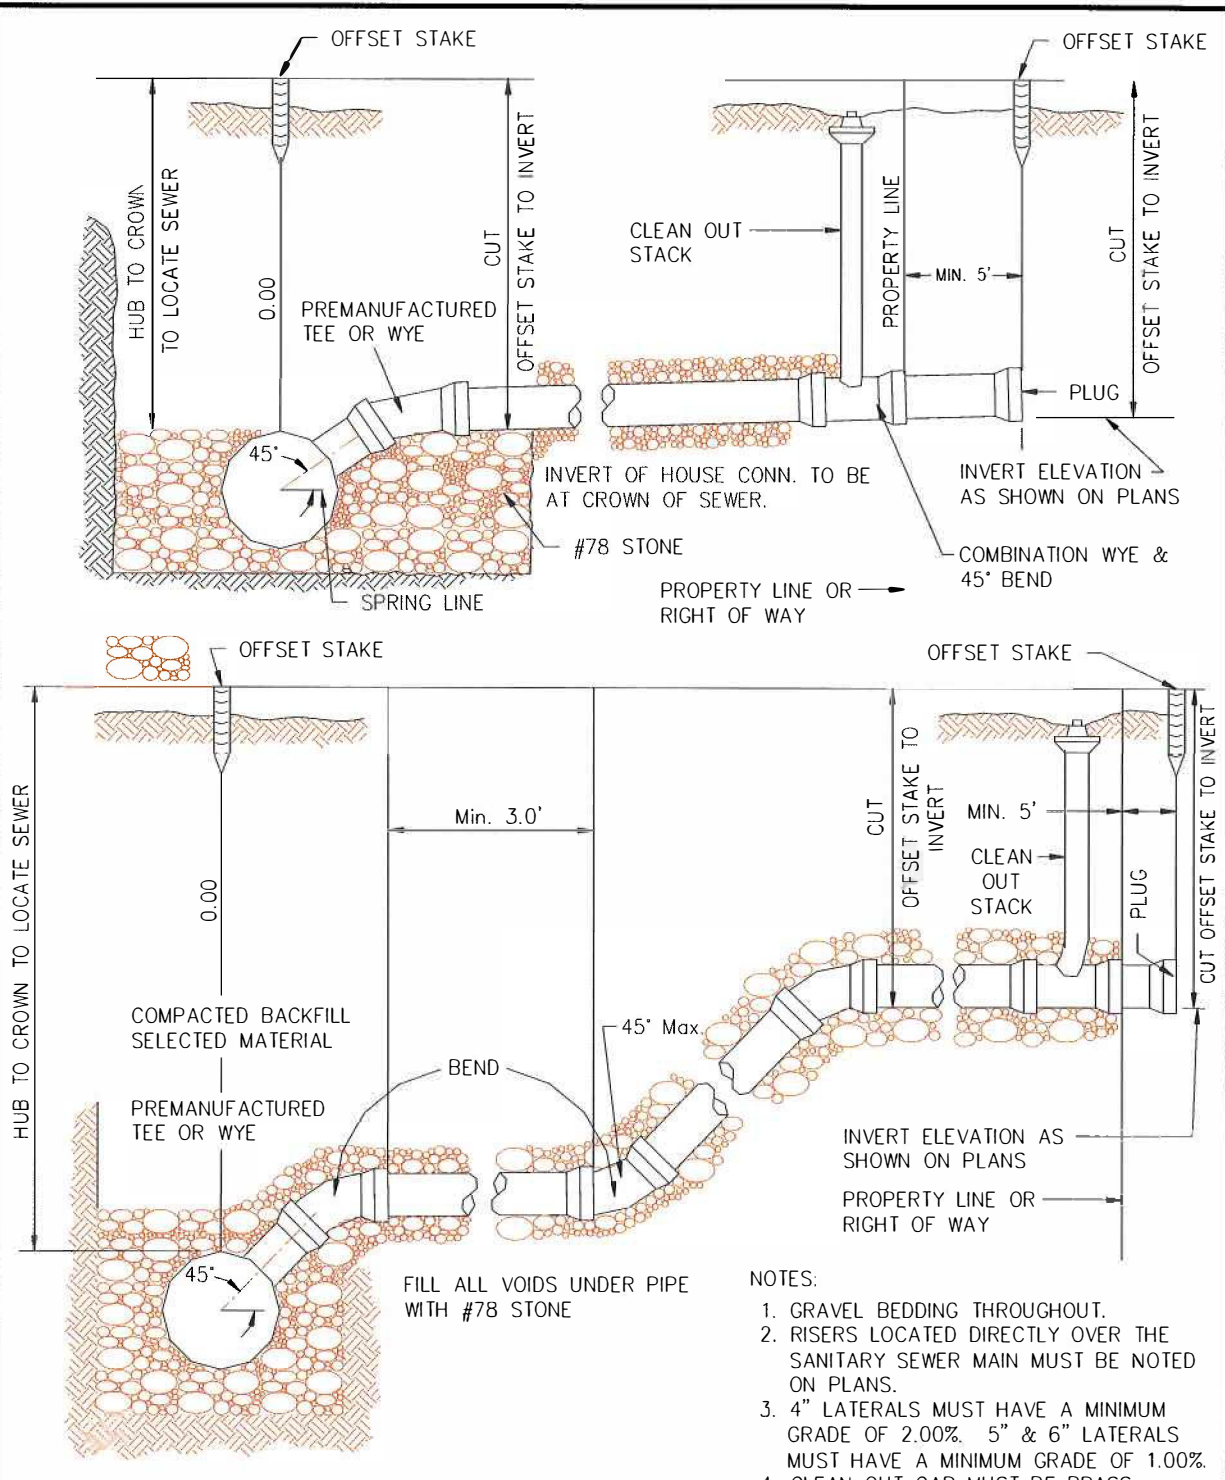 OFFSET STAKE
OFFSET STAKE
HUB TO CROWN
TO LOCATE SEWER
0.00
CUT
OFFSET STAKE TO INVERT
PREMANUFACTURED
TEE OR WYE
CLEAN OUT
STACK
PROPERTY LINE
MIN. 5'
CUT
OFFSET STAKE TO INVERT
PLUG
45°
INVERT OF HOUSE CONN. TO BE
AT CROWN OF SEWER.
INVERT ELEVATION
AS SHOWN ON PLANS
#78 STONE
COMBINATION WYE &
45° BEND
SPRING LINE
PROPERTY LINE OR
RIGHT OF WAY
OFFSET STAKE
OFFSET STAKE
HUB TO CROWN TO LOCATE SEWER
0.00
Min. 3.0'
CUT
OFFSET STAKE TO
INVERT
MIN. 5'
CLEAN
OUT
STACK
PLUG
CUT OFFSET STAKE TO INVERT
COMPACTED BACKFILL
SELECTED MATERIAL
45° Max.
BEND
PREMANUFACTURED
TEE OR WYE
INVERT ELEVATION AS
SHOWN ON PLANS
PROPERTY LINE OR
RIGHT OF WAY
45°
FILL ALL VOIDS UNDER PIPE
WITH #78 STONE
NOTES:
1. GRAVEL BEDDING THROUGHOUT.
2. RISERS LOCATED DIRECTLY OVER THE
SANITARY SEWER MAIN MUST BE NOTED
ON PLANS.
3. 4" LATERALS MUST HAVE A MINIMUM
GRADE OF 2.00%. 5" & 6" LATERALS
MUST HAVE A MINIMUM GRADE OF 1.00%.
4. CLEAN OUT CAP MUST BE BRASS